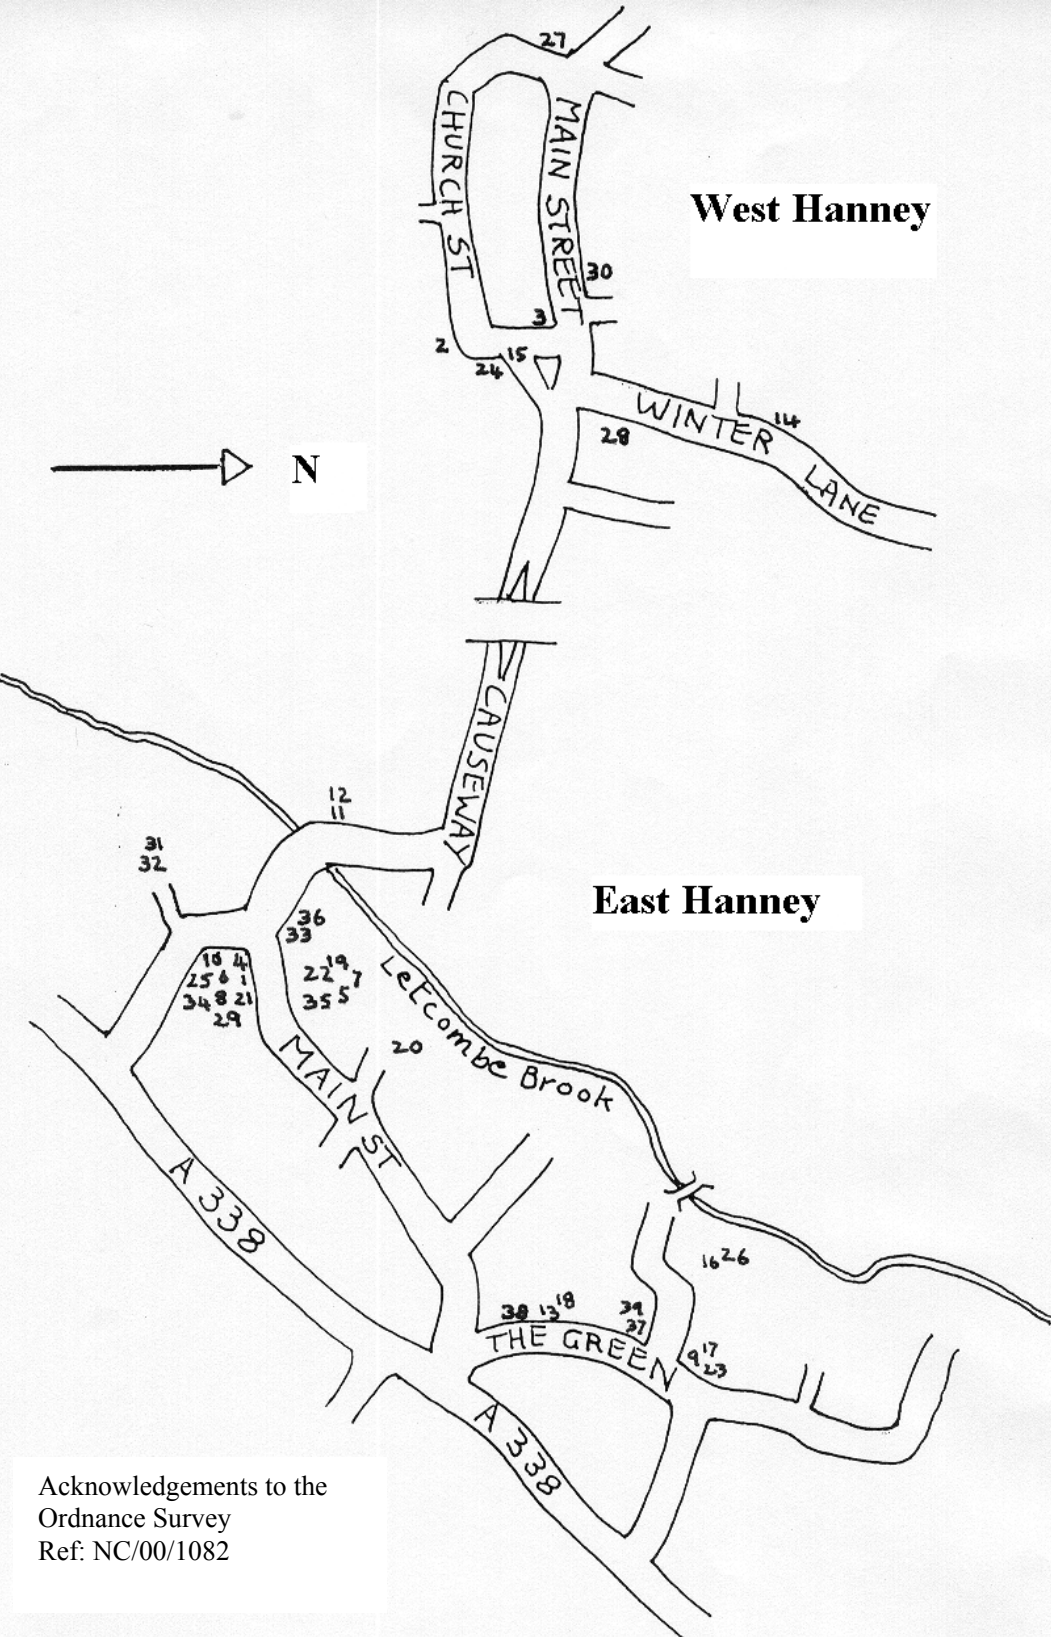 27
CHURCH ST
MAIN STREET
West Hanney
30
3
2
15
24
WINTER LANE
14
28
N
CAUSEWAY
12
11
31
32
East Hanney
36
33
10 4
25 6 1
34 8 21
29
22 19 7
35 5
20
Letcombe Brook
MAIN ST
A 338
16 26
38 13 18
39
37
THE GREEN
9 17
23
A 338
Acknowledgements to the
Ordnance Survey
Ref: NC/00/1082